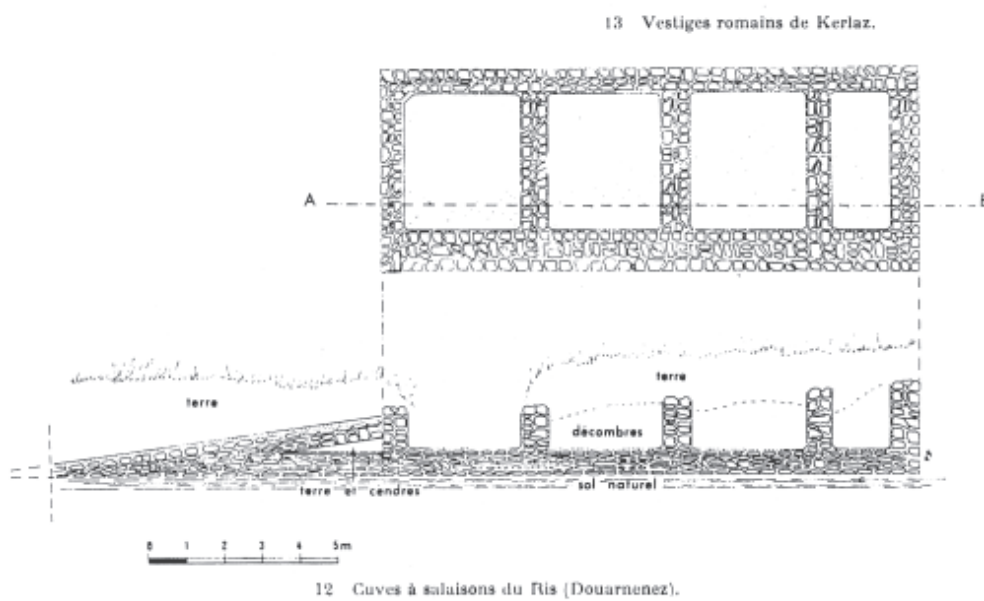 13 Vestiges romains de Kerlaz.
A B
terre
terre
décombres
terre et cendres
sol naturel
0 1 2 3 4 5m
12 Cuves à salaisons du Ris (Douarnenez).